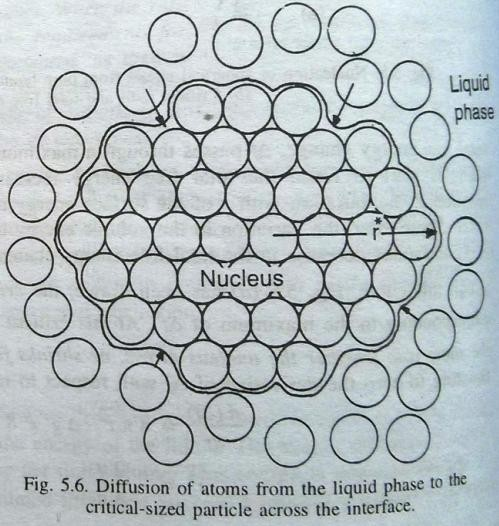 Liquid
phase
r*
Nucleus
Fig. 5.6. Diffusion of atoms from the liquid phase to the
critical-sized particle across the interface.